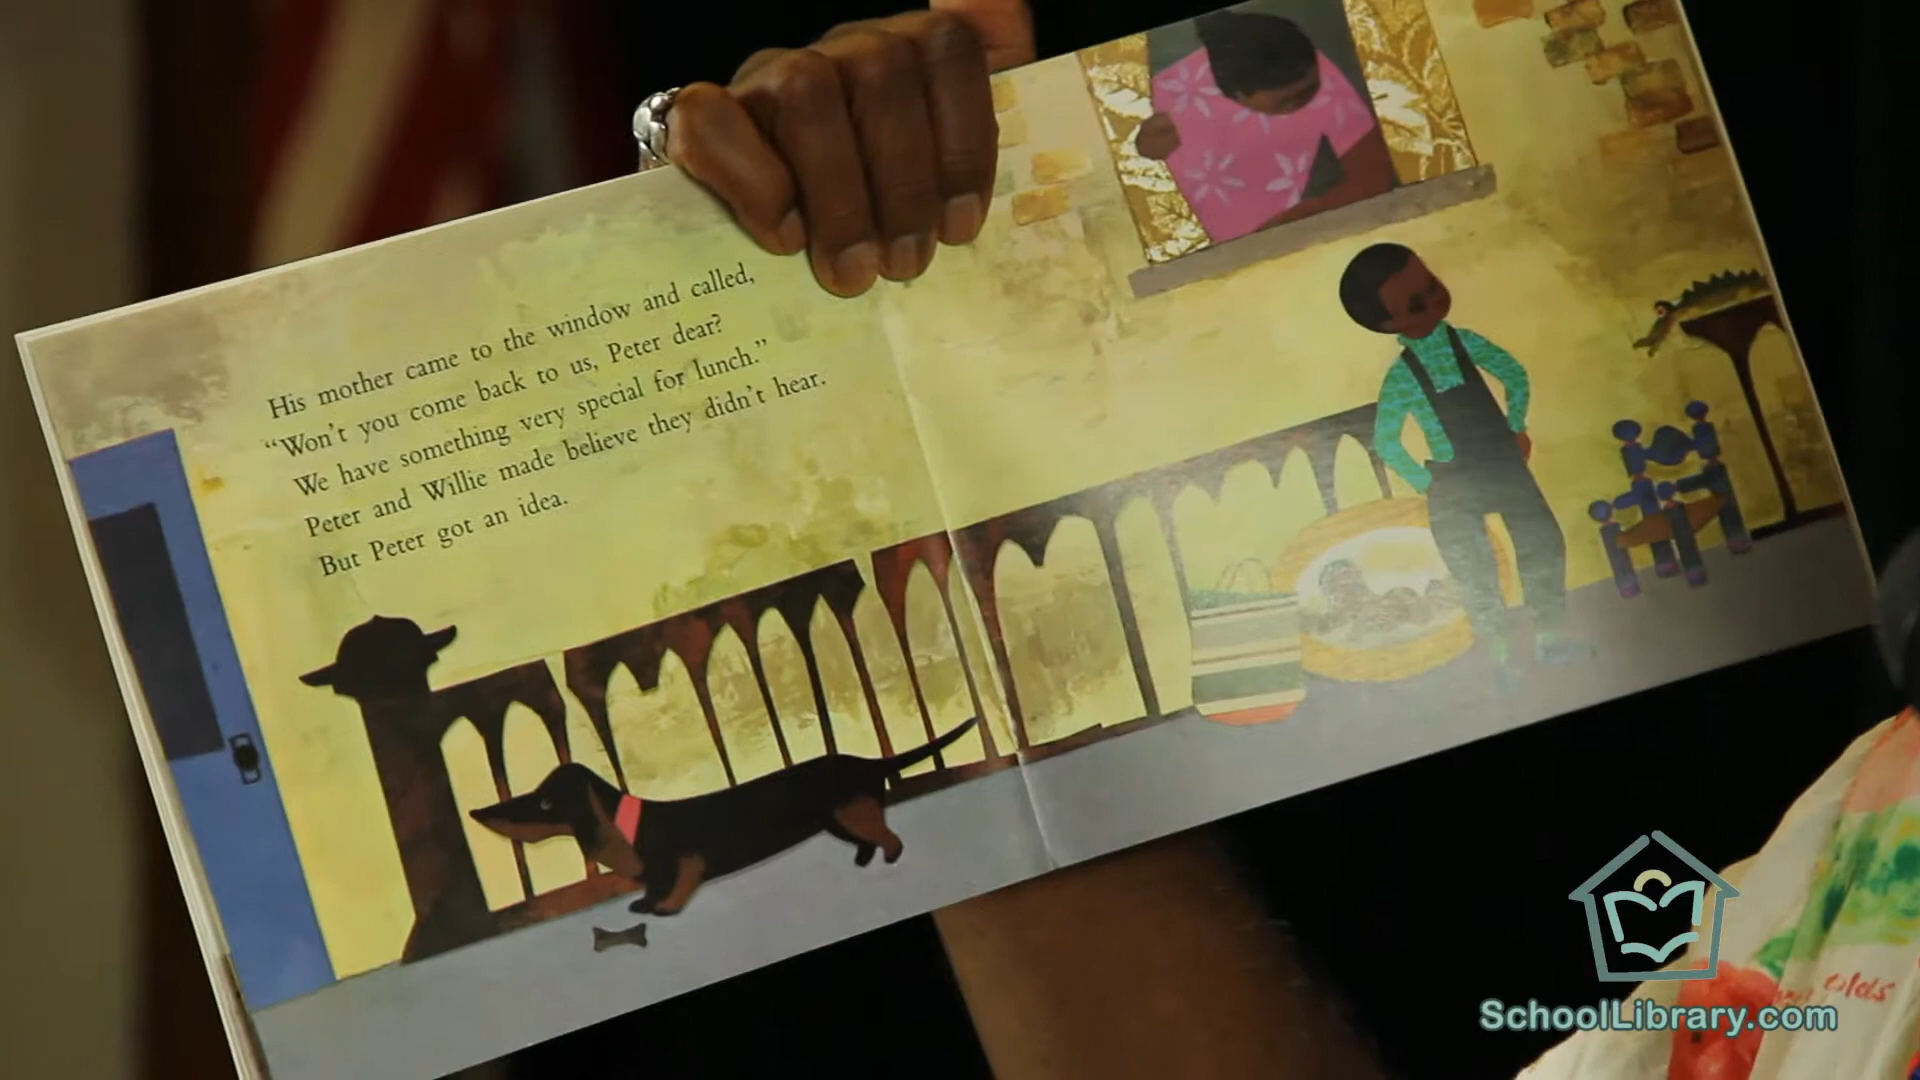 His mother came to the window and called,
“Won’t you come back to us, Peter dear?
We have something very special for lunch.”
Peter and Willie made believe they didn’t hear.
But Peter got an idea.
SchoolLibrary.com
olds